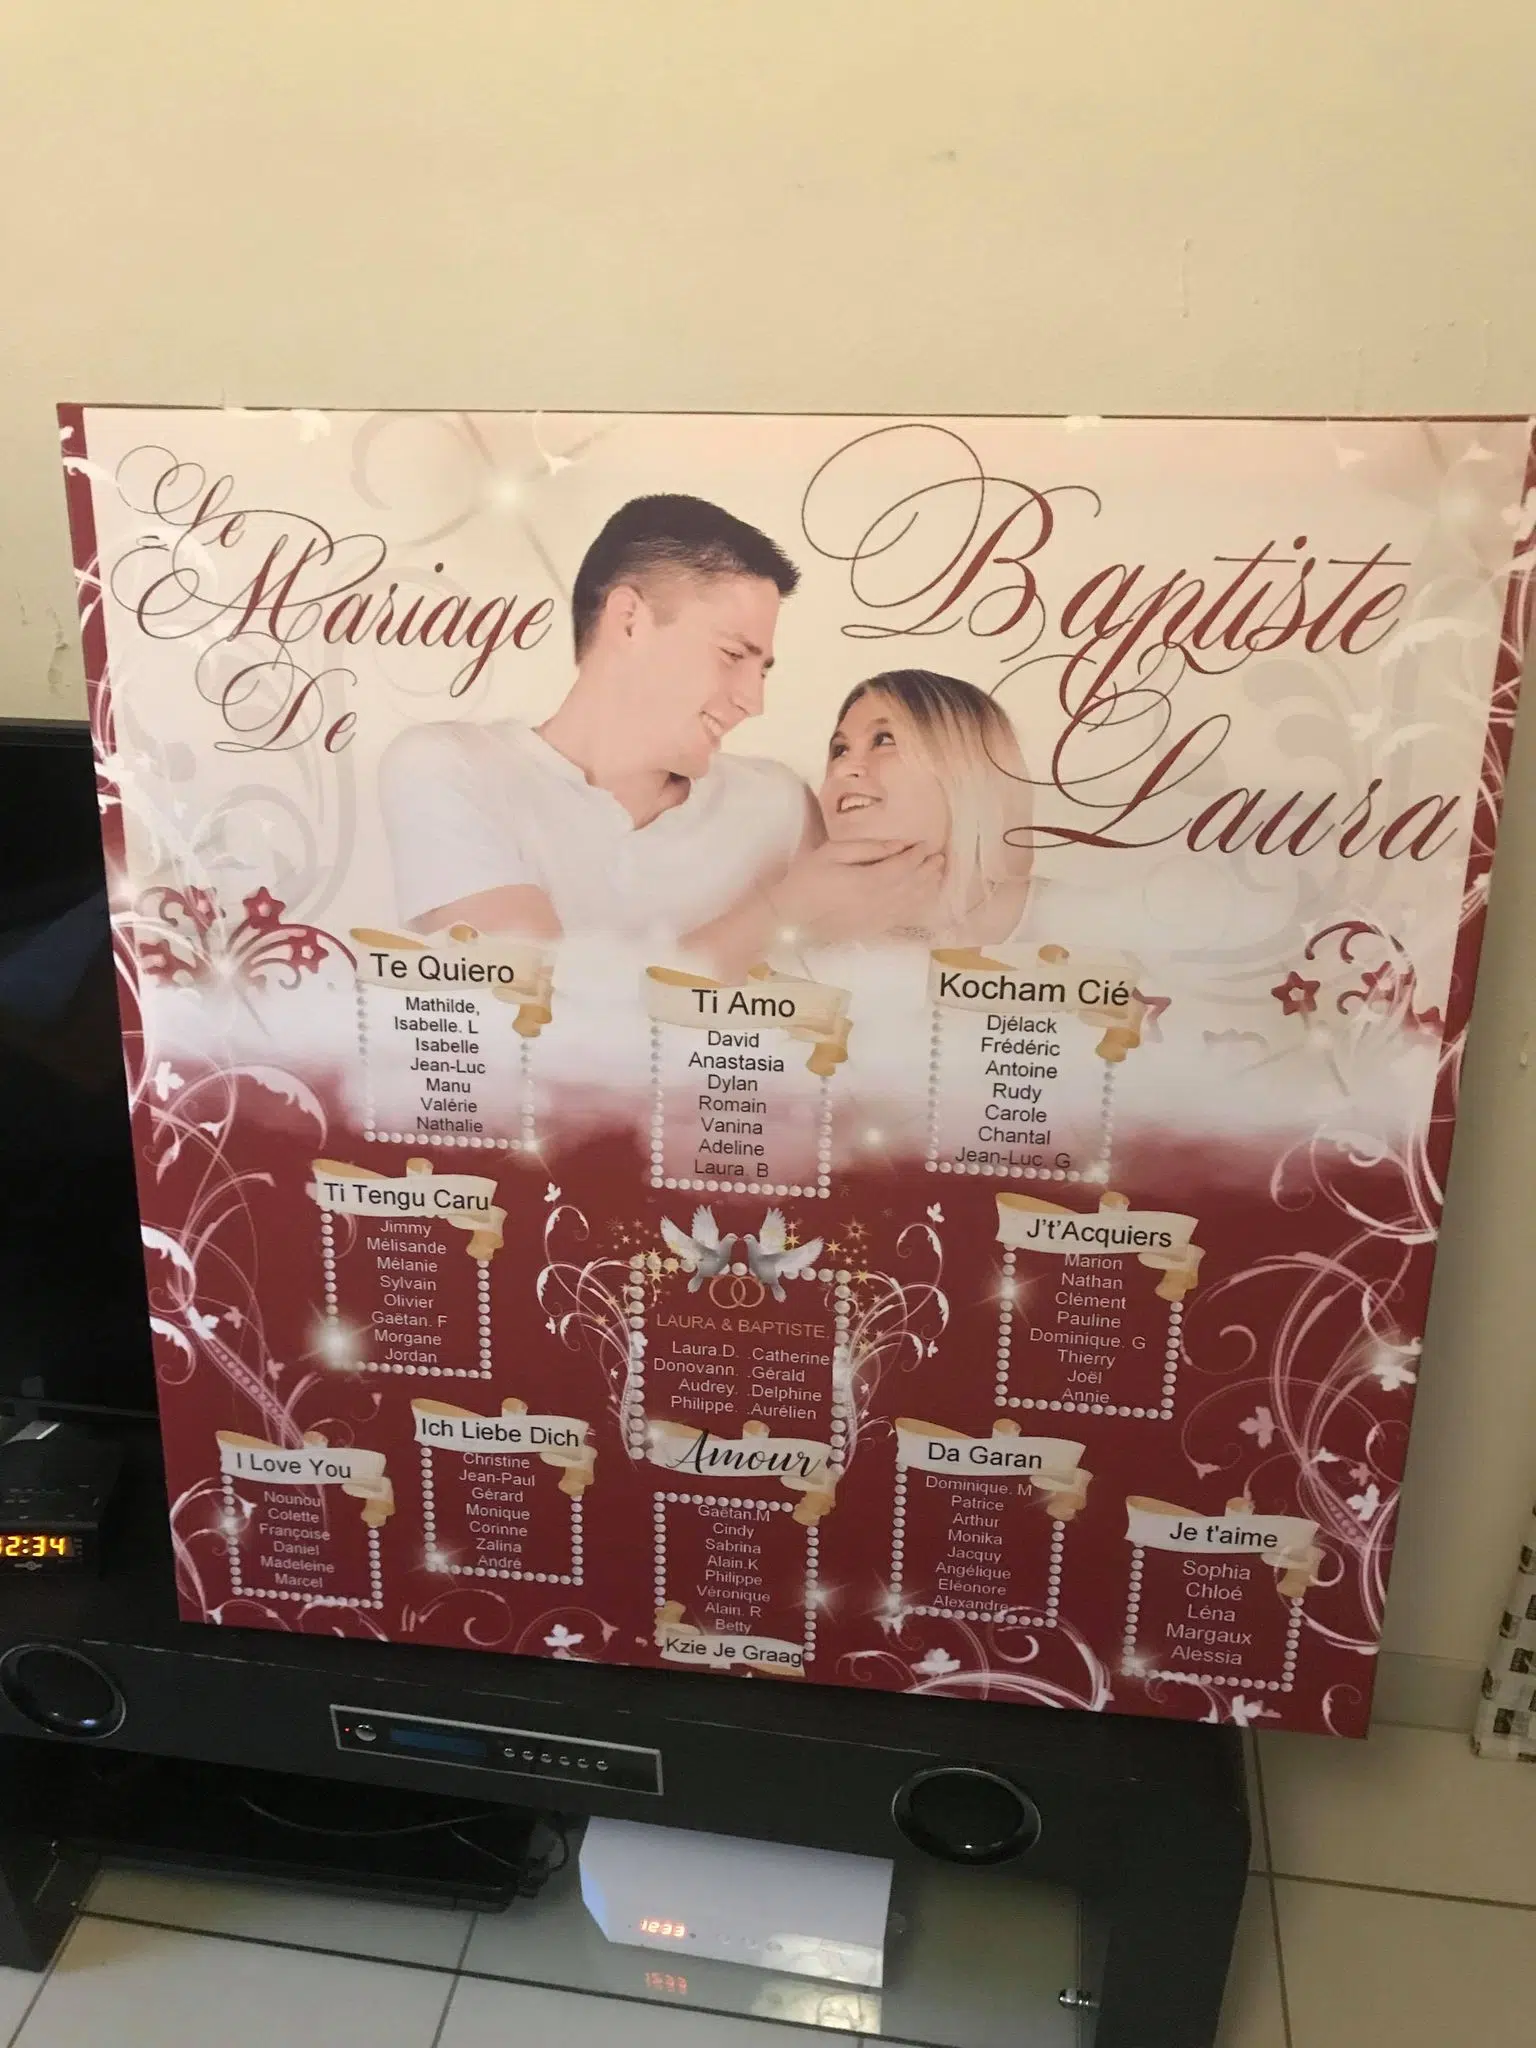 Le
Mariage
De
Baptiste
Laura
Te Quiero
Mathilde,
Isabelle. L
Isabelle
Jean-Luc
Manu
Valérie
Nathalie
Ti Amo
David
Anastasia
Dylan
Romain
Vanina
Adeline
Laura. B
Kocham Cié
Djélack
Frédéric
Antoine
Rudy
Carole
Chantal
Jean-Luc. G
Ti Tengu Caru
Jimmy
Mélisande
Mélanie
Sylvain
Olivier
Gaëtan. F
Morgane
Jordan
LAURA & BAPTISTE.
Laura.D. .Catherine
Donovann. .Gérald
Audrey. .Delphine
Philippe. .Aurélien
J't'Acquiers
Marion
Nathan
Clément
Pauline
Dominique. G
Thierry
Joël
Annie
I Love You
Nounou
Colette
Françoise
Daniel
Madeleine
Marcel
Ich Liebe Dich
Christine
Jean-Paul
Gérard
Monique
Corinne
Zalina
André
Amour
Gaëtan.M
Cindy
Sabrina
Alain.K
Philippe
Véronique
Alain. R
Betty
Kzie Je Graag
Da Garan
Dominique. M
Patrice
Arthur
Monika
Jacquy
Angélique
Eléonore
Alexandre
Je t'aime
Sophia
Chloé
Léna
Margaux
Alessia
2:34
12:33